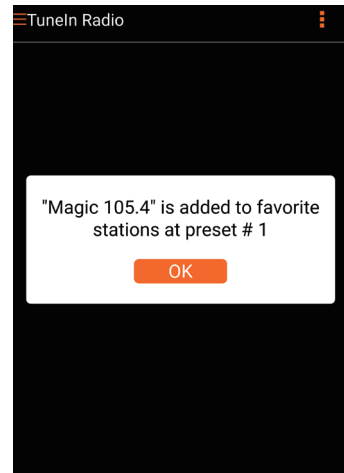 TuneIn Radio
"Magic 105.4" is added to favorite
stations at preset # 1
OK